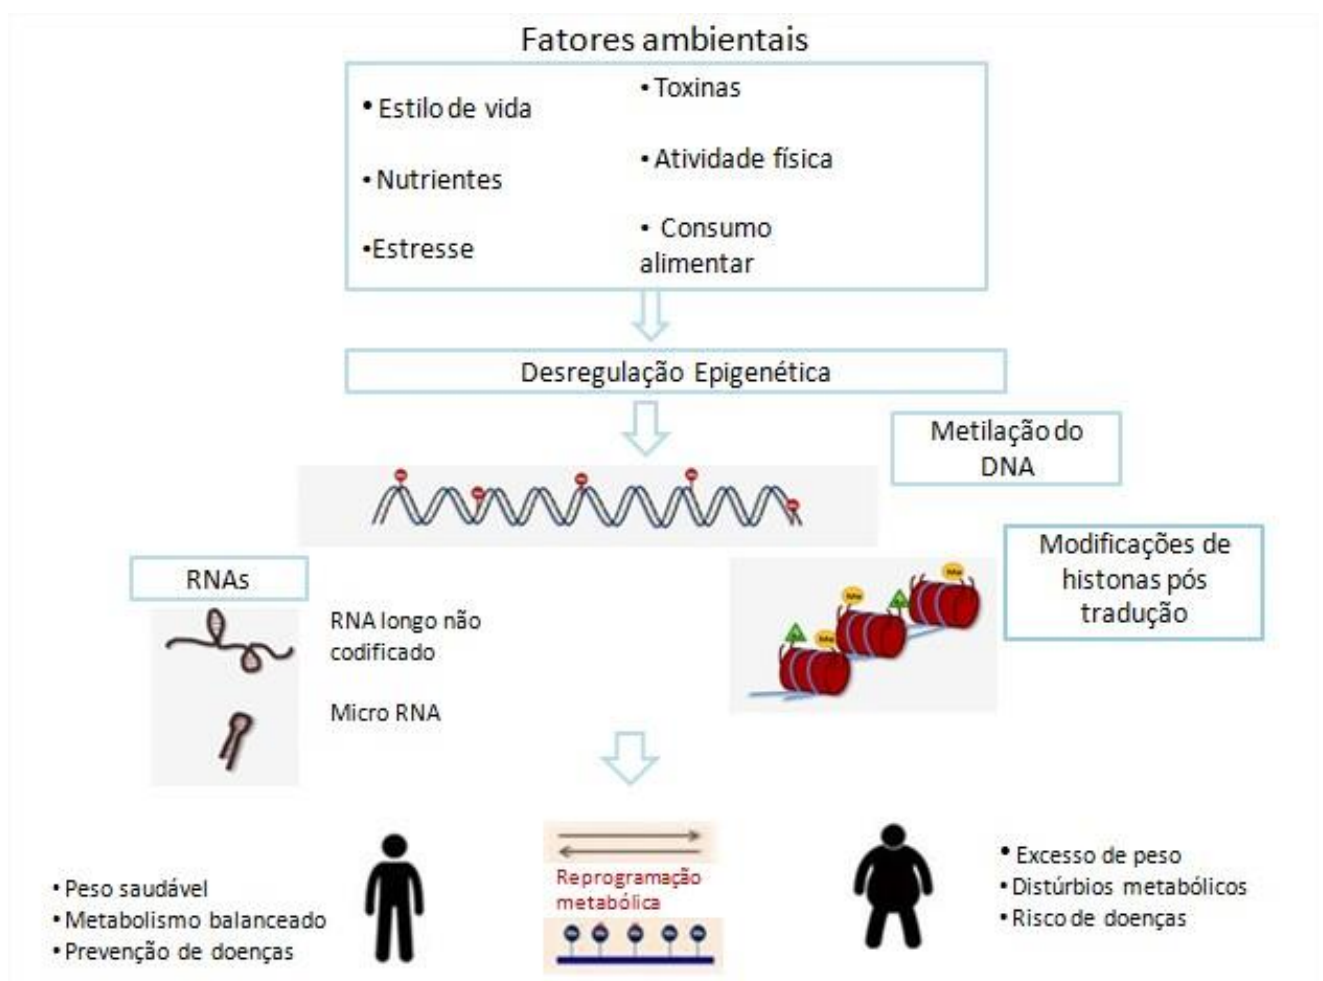 Fatores ambientais
• Estilo de vida
• Nutrientes
•Estresse
• Toxinas
• Atividade física
• Consumo
alimentar
Desregulação Epigenética
Metilação do
DNA
RNAs
RNA longo não
codificado
Micro RNA
Modificações de
histonas pós
tradução
• Peso saudável
• Metabolismo balanceado
• Prevenção de doenças
Reprogramação
metabólica
• Excesso de peso
• Distúrbios metabólicos
• Risco de doenças